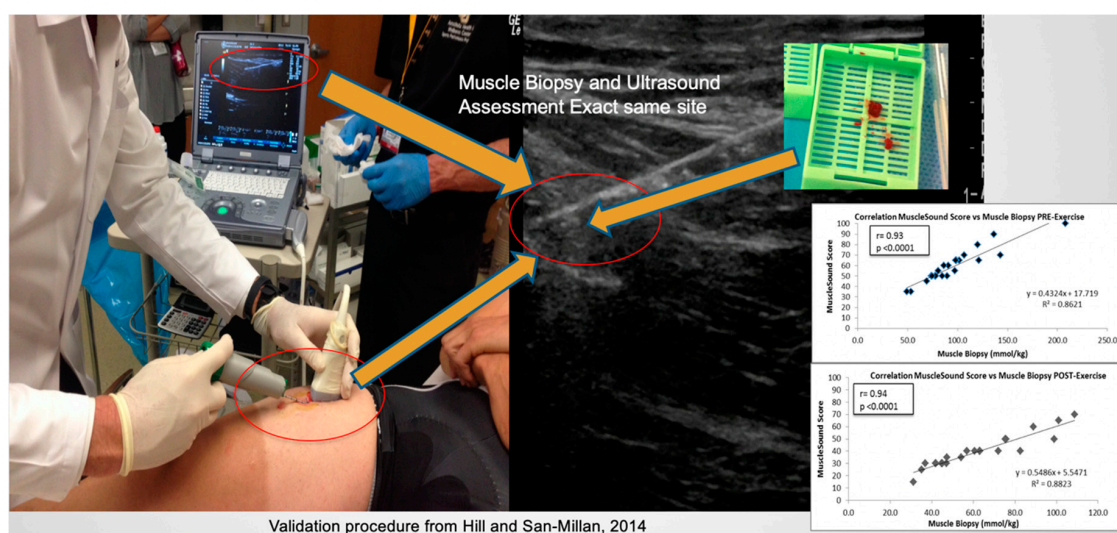 GE
Le
Muscle Biopsy and Ultrasound
Assessment Exact same site
1-
Correlation MuscleSound Score vs Muscle Biopsy PRE-Exercise
r= 0.93
p <0.0001
MuscleSound Score
100
90
80
70
60
50
40
30
20
10
0
y = 0.4324x + 17.719
R² = 0.8621
0.0 50.0 100.0 150.0 200.0 250.0
Muscle Biopsy (mmol/kg)
Correlation MuscleSound Score vs Muscle Biopsy POST-Exercise
r= 0.94
p <0.0001
MuscleSound Score
100
90
80
70
60
50
40
30
20
10
0
y = 0.5486x + 5.5471
R² = 0.8823
0.0 20.0 40.0 60.0 80.0 100.0 120.0
Muscle Biopsy (mmol/kg)
Validation procedure from Hill and San-Millan, 2014